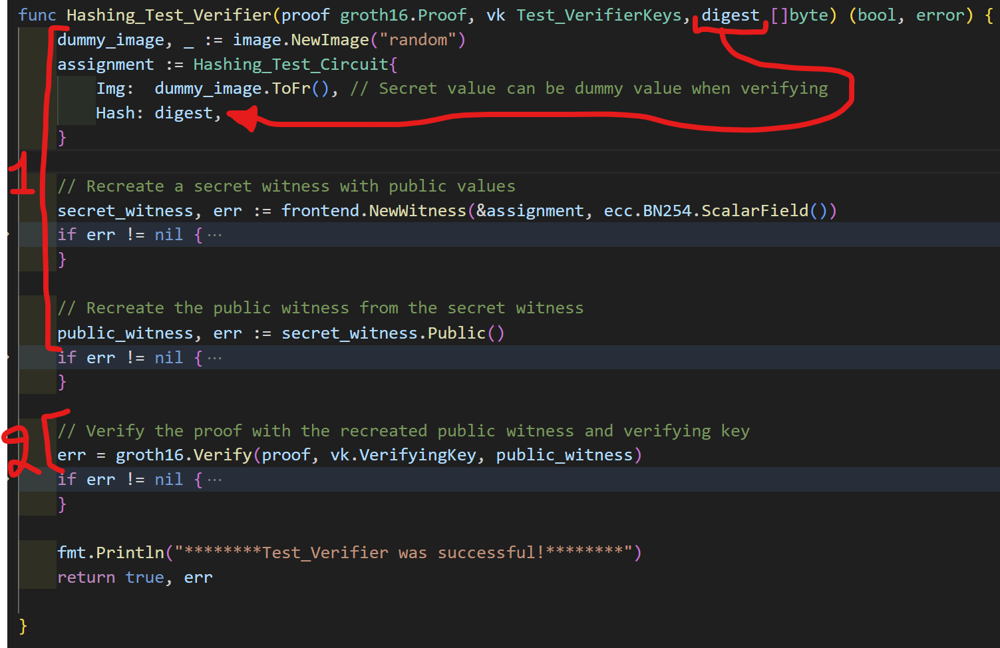 func Hashing_Test_Verifier(proof groth16.Proof, vk Test_VerifierKeys, digest []byte) (bool, error) {
dummy_image, _ := image.NewImage("random")
assignment := Hashing_Test_Circuit{
Img:  dummy_image.ToFr(), // Secret value can be dummy value when verifying
Hash: digest,
}
1
// Recreate a secret witness with public values
secret_witness, err := frontend.NewWitness(&assignment, ecc.BN254.ScalarField())
if err != nil { ···
}
// Recreate the public witness from the secret witness
public_witness, err := secret_witness.Public()
if err != nil { ···
}
2
// Verify the proof with the recreated public witness and verifying key
err = groth16.Verify(proof, vk.VerifyingKey, public_witness)
if err != nil { ···
}
fmt.Println("********Test_Verifier was successful!********")
return true, err
}